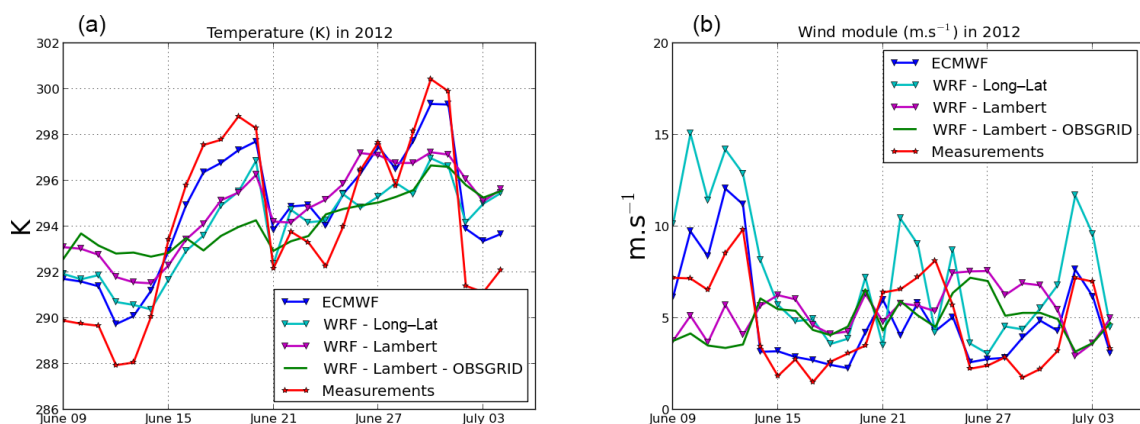 (a)
Temperature (K) in 2012
302
300
298
296
294
292
290
288
286
K
June 09
June 15
June 21
June 27
July 03
ECMWF
WRF - Long–Lat
WRF - Lambert
WRF - Lambert - OBSGRID
Measurements
(b)
Wind module (m.s⁻¹) in 2012
20
15
10
5
0
m.s⁻¹
June 09
June 15
June 21
June 27
July 03
ECMWF
WRF - Long–Lat
WRF - Lambert
WRF - Lambert - OBSGRID
Measurements